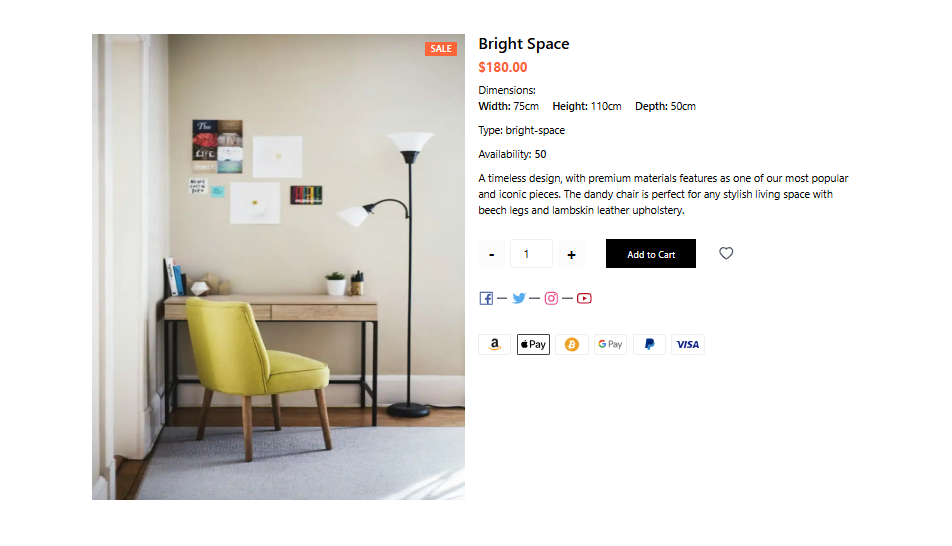 SALE
Bright Space
$180.00
Dimensions:
Width: 75cm Height: 110cm Depth: 50cm
Type: bright-space
Availability: 50
A timeless design, with premium materials features as one of our most popular
and iconic pieces. The dandy chair is perfect for any stylish living space with
beech legs and lambskin leather upholstery.
- 1 + Add to Cart
a Pay B G Pay P VISA
The
LIFE